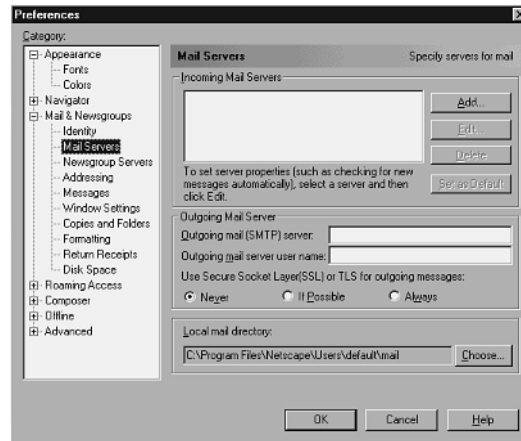 Preferences
Category:
Appearance
Fonts
Colors
Navigator
Mail & Newsgroups
Identity
Mail Servers
Newsgroup Servers
Addressing
Messages
Window Settings
Copies and Folders
Formatting
Return Receipts
Disk Space
Roaming Access
Composer
Offline
Advanced
Mail Servers
Specify servers for mail
Incoming Mail Servers
Add...
Edit...
Delete
Set as Default
To set server properties (such as checking for new
messages automatically), select a server and then
click Edit.
Outgoing Mail Server
Outgoing mail (SMTP) server:
Outgoing mail server user name:
Use Secure Socket Layer(SSL) or TLS for outgoing messages:
Never
If Possible
Always
Local mail directory:
C:\Program Files\Netscape\Users\default\mail
Choose...
OK
Cancel
Help